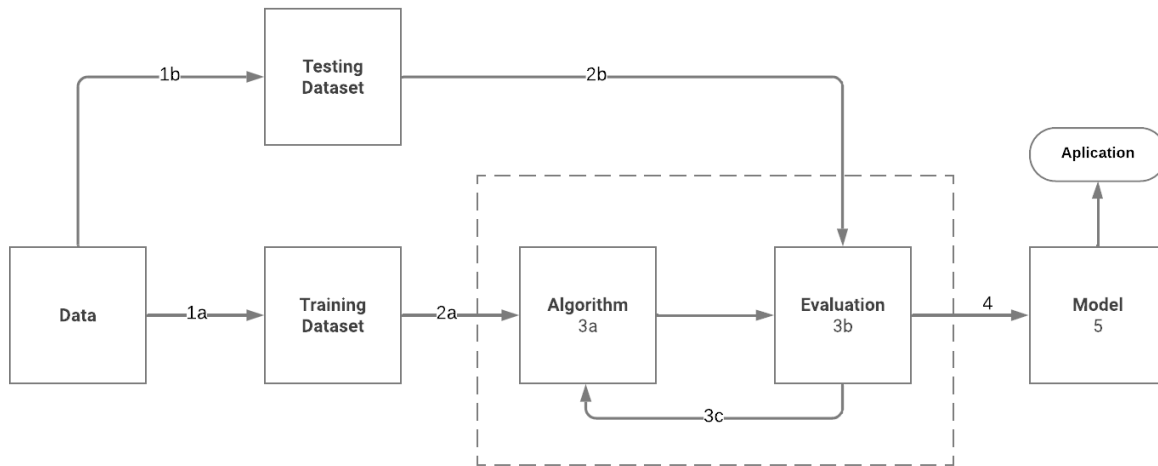 1b
Testing
Dataset
2b
Aplication
Data
1a
Training
Dataset
2a
Algorithm
3a
Evaluation
3b
4
Model
5
3c